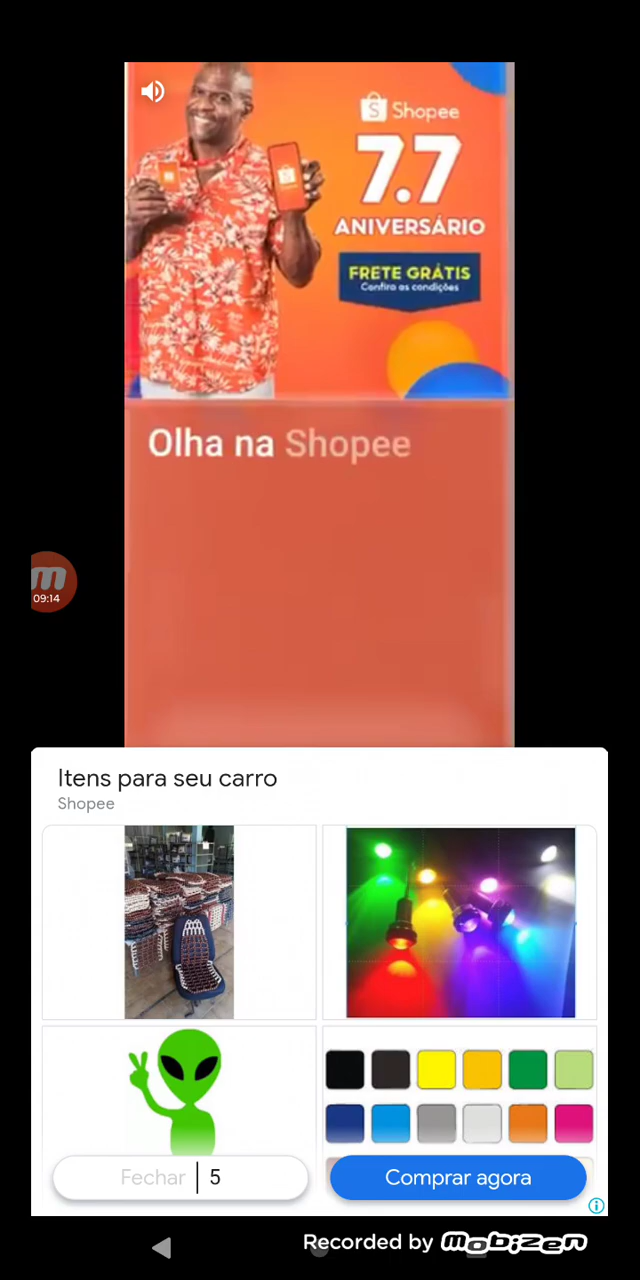 Shopee
7.7
ANIVERSÁRIO
FRETE GRÁTIS
Confira as condições
Olha na Shopee
09:14
Itens para seu carro
Shopee
Fechar 5
Comprar agora
Recorded by mobizen